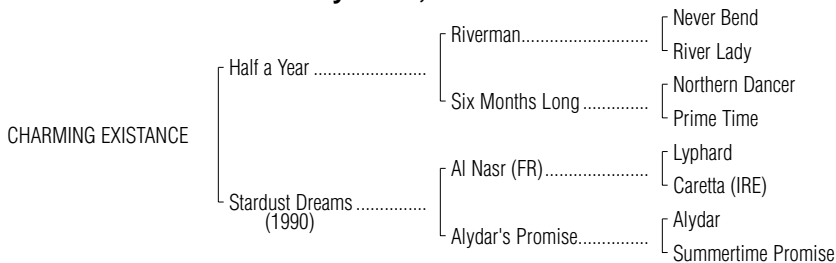 Never Bend
Riverman..........................
River Lady
Half a Year ........................
Northern Dancer
Six Months Long ..............
Prime Time
CHARMING EXISTANCE
Lyphard
Al Nasr (FR)......................
Caretta (IRE)
Stardust Dreams ...............
(1990)
Alydar
Alydar's Promise...............
Summertime Promise